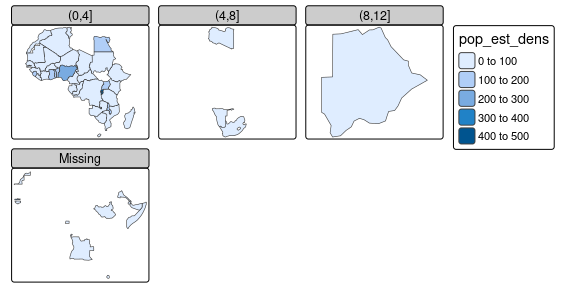 (0,4]
(4,8]
(8,12]
pop_est_dens
0 to 100
100 to 200
200 to 300
300 to 400
400 to 500
Missing